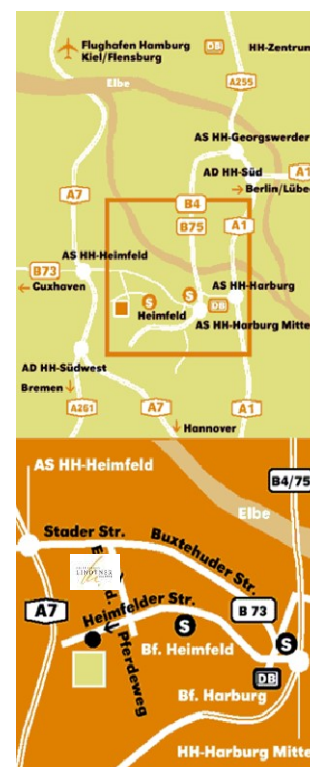 Flughafen Hamburg
Kiel/Flensburg
DB
HH-Zentrum
A255
Elbe
AS HH-Georgswerder
AD HH-Süd
A1
Berlin/Lübe
A7
B4
B75
A1
AS HH-Heimfeld
B73
Cuxhaven
S
S
AS HH-Harburg
Heimfeld
DB
AS HH-Harburg Mitte
AD HH-Südwest
Bremen
A261
A7
A1
Hannover
AS HH-Heimfeld
B4/75
Elbe
Stader Str.
Buxtehuder Str.
LINDTNER
A7
Heimfelder Str.
B 73
S
S
Pferdeweg
Bf. Heimfeld
DB
Bf. Harburg
HH-Harburg Mitte